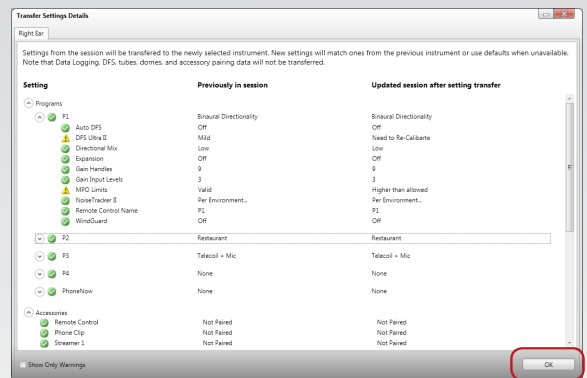 Transfer Settings Details
Right Ear
Settings from the session will be transfered to the newly selected instrument. New settings will match ones from the previous instrument or use defaults when unavailable.
Note that Data Logging, DFS, tubes, domes, and accessory pairing data will not be transferred.
Setting Previously in session Updated session after setting transfer
Programs
P1 Binaural Directionality Binaural Directionality
Auto DFS Off Off
DFS Ultra II Mild Need to Re-Calibarte
Directional Mix Low Low
Expansion Off Off
Gain Handles 9 9
Gain Input Levels 3 3
MPO Limits Valid Higher than allowed
NoiseTracker II Per Environment... Per Environment...
Remote Control Name P1 P1
WindGuard Off Off
P2 Restaurant Restaurant
P3 Telecoil + Mic Telecoil + Mic
P4 None None
PhoneNow None None
Accessories
Remote Control Not Paired Not Paired
Phone Clip Not Paired Not Paired
Streamer 1 Not Paired Not Paired
Show Only Warnings OK